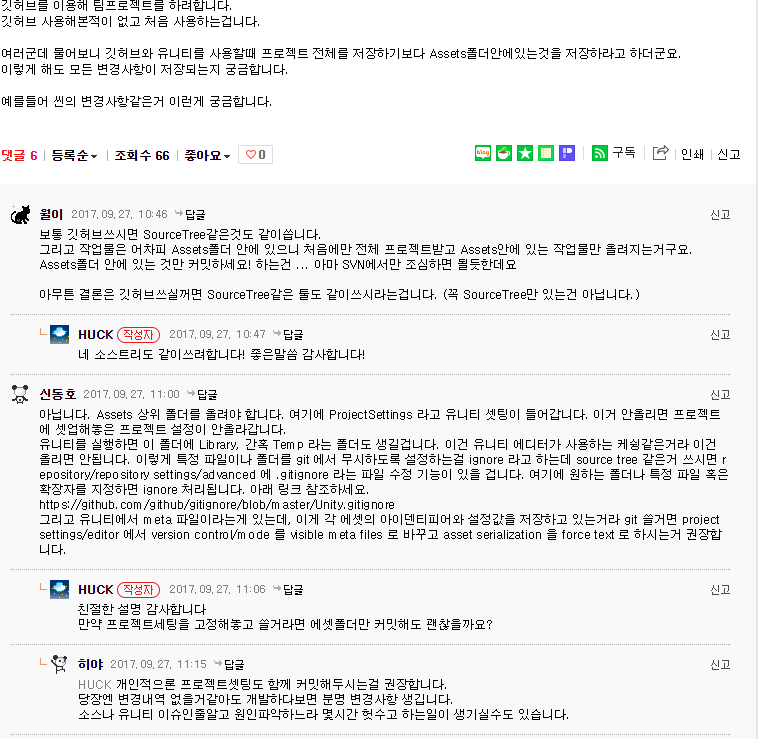 깃허브를 이용해 팀프로젝트를 하려합니다.
깃허브 사용해본적이 없고 처음 사용하는겁니다.
여러군데 물어보니 깃허브와 유니티를 사용할때 프로젝트 전체를 저장하기보다 Assets폴더안에있는것을 저장하라고 하더군요.
이렇게 해도 모든 변경사항이 저장되는지 궁금합니다.
예를들어 씬의 변경사항같은거 이런게 궁금합니다.
댓글 6 | 등록순 | 조회수 66 | 좋아요 0
blog 구독 | 인쇄 | 신고
월이 2017.09.27. 10:46 답글 신고
보통 깃허브쓰시면 SourceTree같은것도 같이씁니다.
그리고 작업물은 어차피 Assets폴더 안에 있으니 처음에만 전체 프로젝트받고 Assets안에 있는 작업물만 올려지는거구요.
Assets폴더 안에 있는 것만 커밋하세요! 하는건 ... 아마 SVN에서만 조심하면 될듯한데요
아무튼 결론은 깃허브쓰실꺼면 SourceTree같은 툴도 같이쓰시라는겁니다. (꼭 SourceTree만 있는건 아닙니다.)
HUCK 작성자 2017.09.27. 10:47 답글 신고
네 소스트리도 같이쓰려합니다! 좋은말씀 감사합니다!
신동호 2017.09.27. 11:00 답글 신고
아닙니다. Assets 상위 폴더를 올려야 합니다. 여기에 ProjectSettings 라고 유니티 셋팅이 들어갑니다. 이거 안올리면 프로젝트
에 셋업해놓은 프로젝트 설정이 안올라갑니다.
유니티를 실행하면 이 폴더에 Library, 간혹 Temp 라는 폴더도 생길겁니다. 이건 유니티 에디터가 사용하는 케슁같은거라 이건
올리면 안됩니다. 이렇게 특정 파일이나 폴더를 git 에서 무시하도록 설정하는걸 ignore 라고 하는데 source tree 같은거 쓰시면 r
epository/repository settings/advanced 에 .gitignore 라는 파일 수정 기능이 있을 겁니다. 여기에 원하는 폴더나 특정 파일 혹은
확장자를 지정하면 ignore 처리됩니다. 아래 링크 참조하세요.
https://github.com/github/gitignore/blob/master/Unity.gitignore
그리고 유니티에서 meta 파일이라는게 있는데, 이게 각 에셋의 아이덴티피어와 설정값을 저장하고 있는거라 git 쓸거면 project
settings/editor 에서 version control/mode 를 visible meta files 로 바꾸고 asset serialization 을 force text 로 하시는거 권장합
니다.
HUCK 작성자 2017.09.27. 11:06 답글 신고
친절한 설명 감사합니다
만약 프로젝트세팅을 고정해놓고 쓸거라면 에셋폴더만 커밋해도 괜찮을까요?
히야 2017.09.27. 11:15 답글 신고
HUCK 개인적으론 프로젝트셋팅도 함께 커밋해두시는걸 권장합니다.
당장엔 변경내역 없을거같아도 개발하다보면 분명 변경사항 생깁니다.
소스나 유니티 이슈인줄알고 원인파악하느라 몇시간 헛수고 하는일이 생기실수도 있습니다.